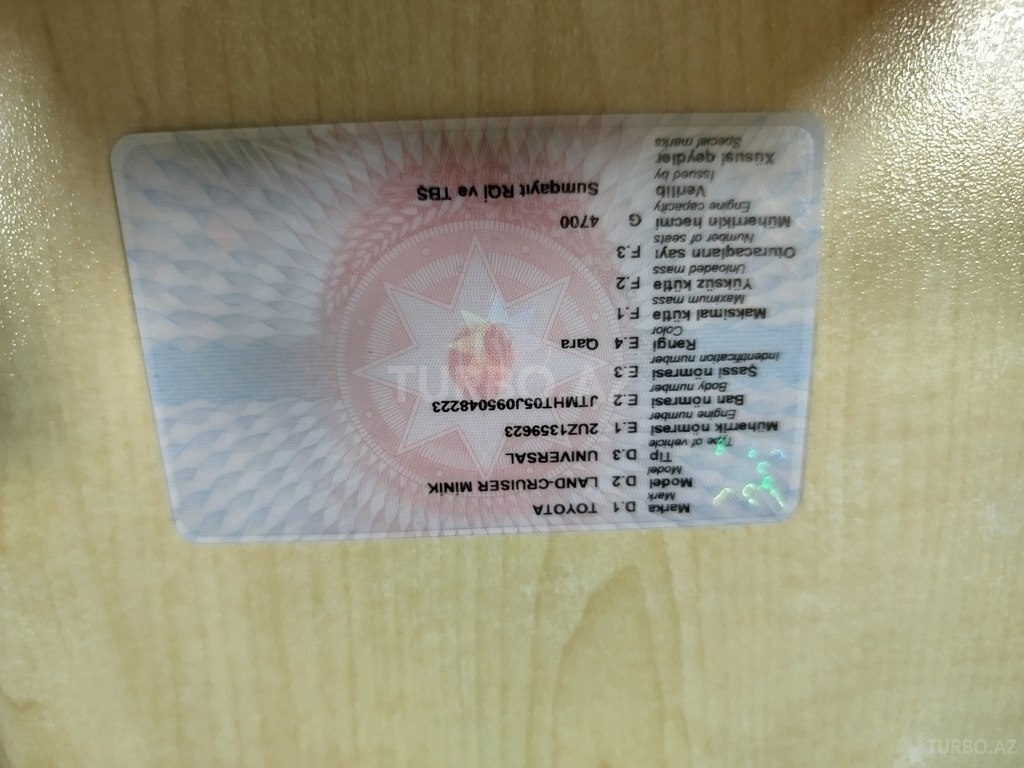 Marka D.1 TOYOTA
Mark
Model D.2 LAND-CRUISER MİNİK
Model
Tip D.3 UNIVERSAL
Type of vehicle
Mühərrik nömrəsi E.1 2UZ1359623
Engine number
Ban nömrəsi E.2 JTMHT05J095048223
Body number
Şassi nömrəsi E.3
Indentification number
Rəngi E.4 Qara
Color
Maksimal kütlə F.1
Maximum mass
Yüksüz kütlə F.2
Unloaded mass
Oturacaqların sayı F.3
Number of seats
Mühərrikin həcmi G 4700
Engine capacity
Verilib Sumqayıt RQİ və TBŞ
Issued by
Xüsusi qeydlər
Special marks
TURBO.AZ
TURBO.AZ